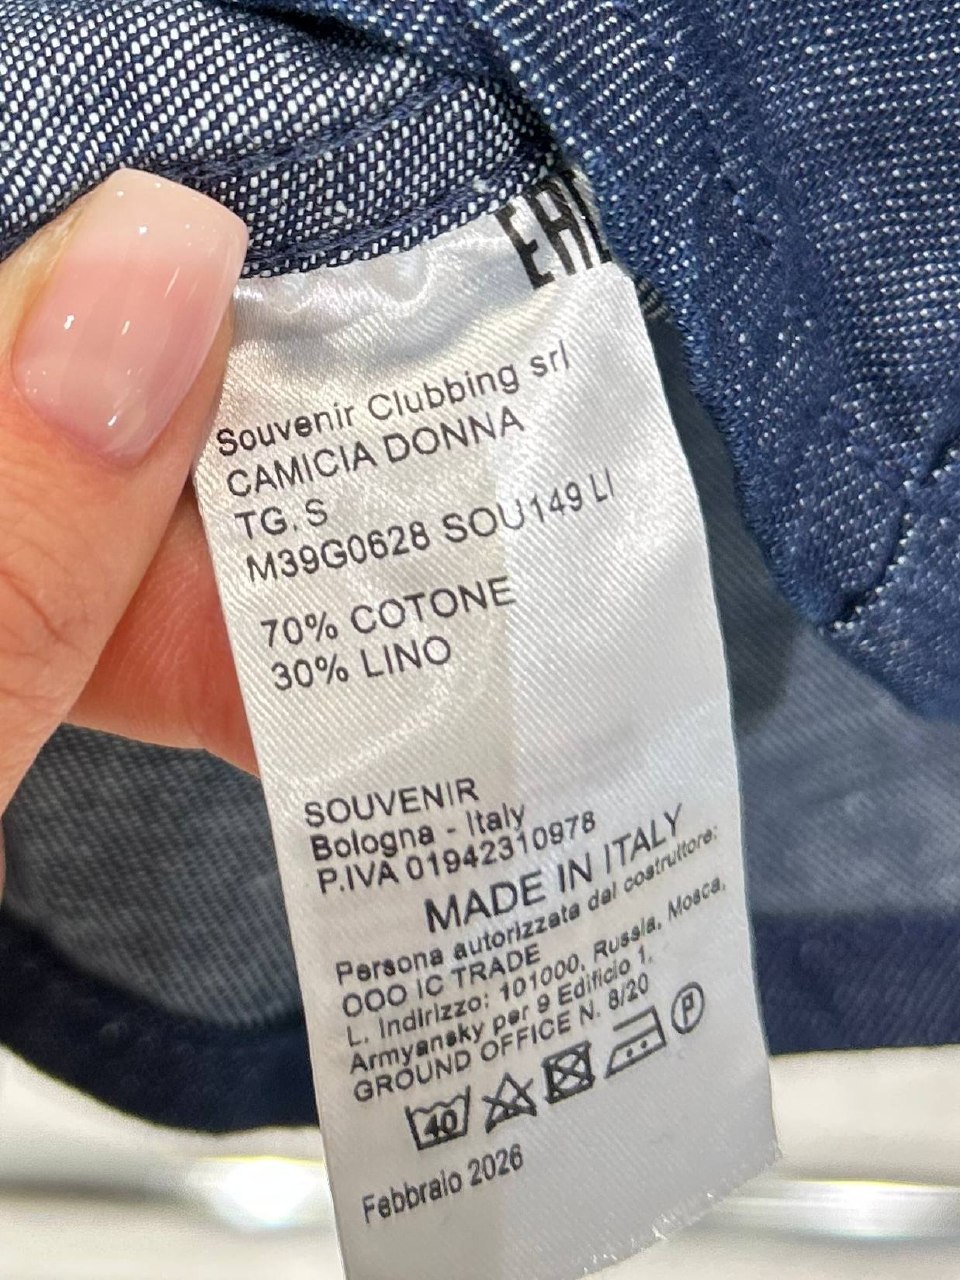 EAC
Souvenir Clubbing srl
CAMICIA DONNA
TG. S
M39G0628 SOU149 LI
70% COTONE
30% LINO
SOUVENIR
Bologna - Italy
P.IVA 01942310978
MADE IN ITALY
Persona autorizzata dal costruttore:
OOO IC TRADE
L. Indirizzo: 101000, Russia, Mosca,
Armyansky per 9 Edificio 1,
GROUND OFFICE N. 8/20
40 P
Febbraio 2026